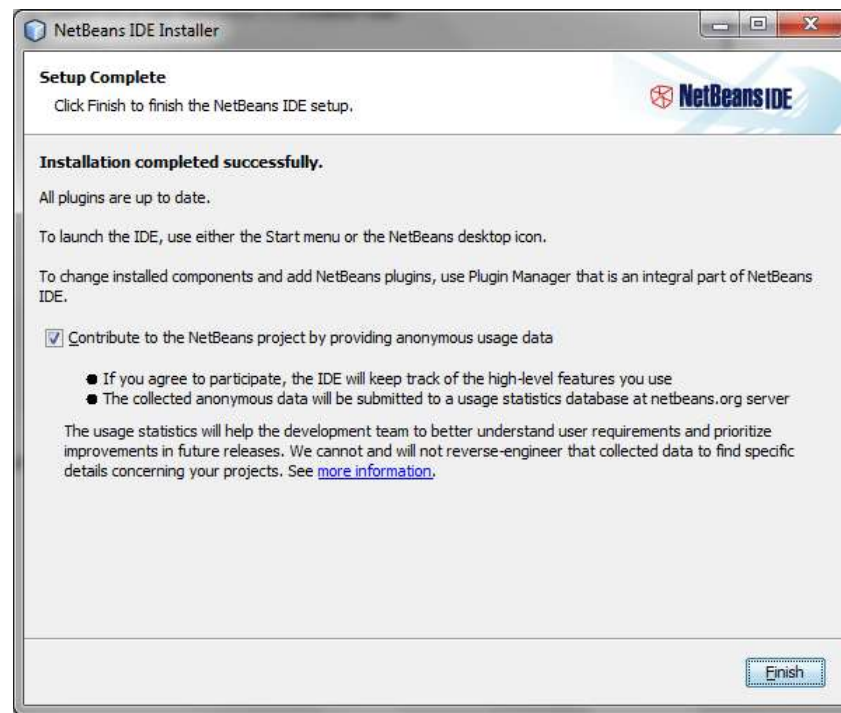 NetBeans IDE Installer
Setup Complete
Click Finish to finish the NetBeans IDE setup.
NetBeans IDE
Installation completed successfully.
All plugins are up to date.
To launch the IDE, use either the Start menu or the NetBeans desktop icon.
To change installed components and add NetBeans plugins, use Plugin Manager that is an integral part of NetBeans
IDE.
Contribute to the NetBeans project by providing anonymous usage data
● If you agree to participate, the IDE will keep track of the high-level features you use
● The collected anonymous data will be submitted to a usage statistics database at netbeans.org server
The usage statistics will help the development team to better understand user requirements and prioritize
improvements in future releases. We cannot and will not reverse-engineer that collected data to find specific
details concerning your projects. See more information.
Finish